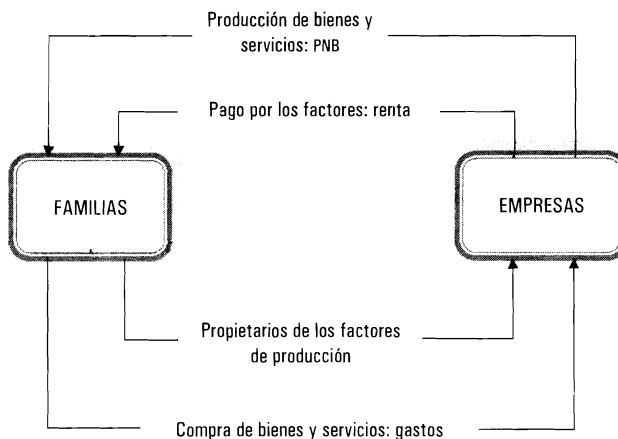 Producción de bienes y
servicios: PNB
Pago por los factores: renta
FAMILIAS
EMPRESAS
Propietarios de los factores
de producción
Compra de bienes y servicios: gastos